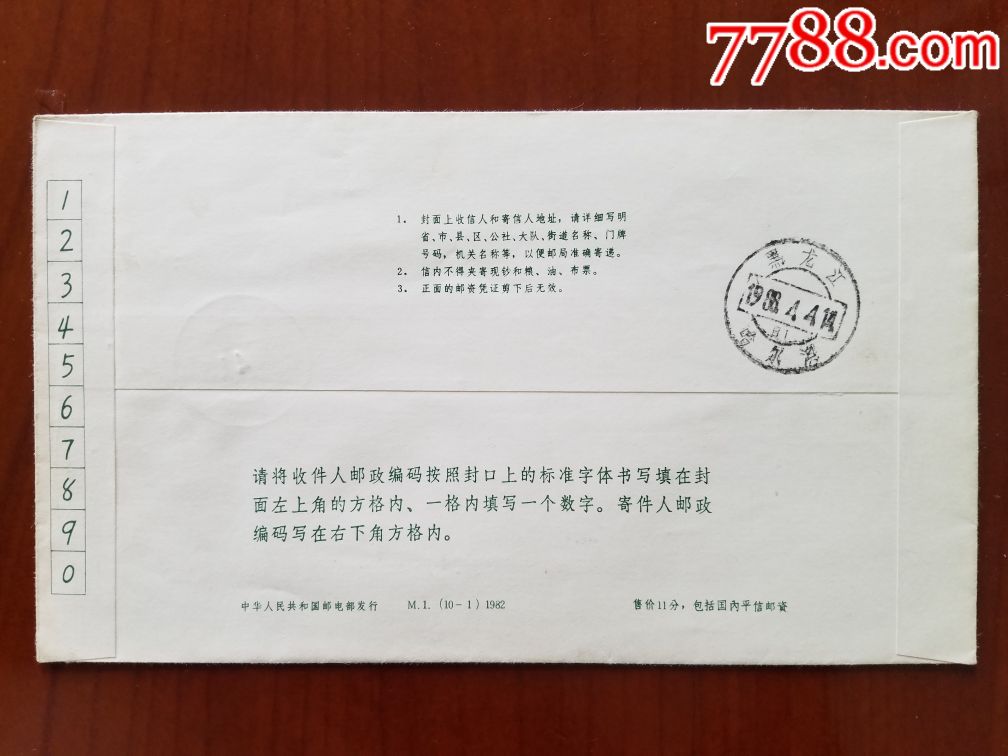 7788.com
1
2
3
4
5
6
7
8
9
0
1. 封面上收信人和寄信人地址，请详细写明
省、市、县、区、公社、大队、街道名称、门牌
号码，机关名称等，以便邮局准确寄递。
2. 信内不得夹寄现钞和粮、油、布票。
3. 正面的邮资凭证剪下后无效。
黑龙江
1988.4.4.14
哈尔滨
请将收件人邮政编码按照封口上的标准字体书写填在封
面左上角的方格内、一格内填写一个数字。寄件人邮政
编码写在右下角方格内。
中华人民共和国邮电部发行 M.1. (10-1) 1982 售价11分，包括国内平信邮资